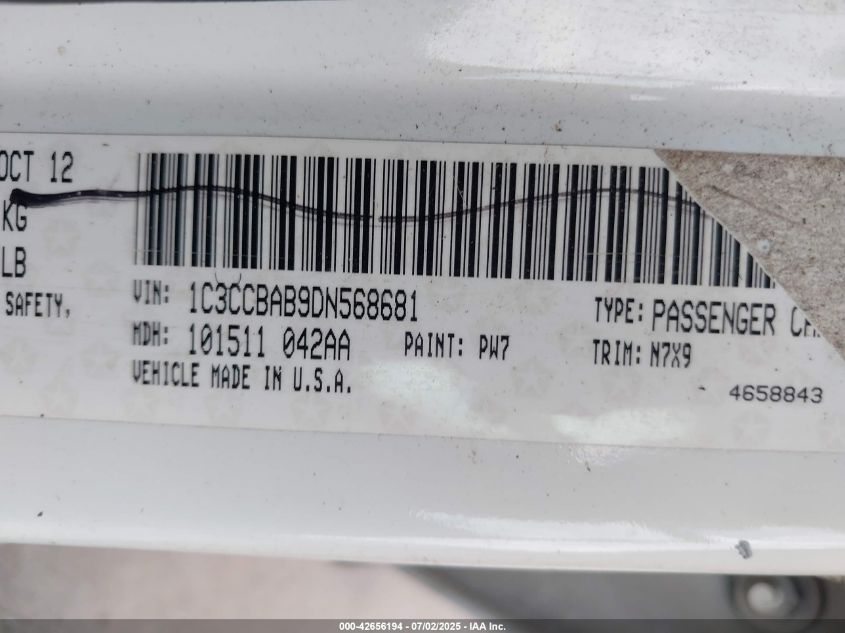 OCT 12
KG
LB
SAFETY,
VIN: 1C3CCBAB9DN568681
TYPE: PASSENGER
MDH: 101511 042AA
PAINT: PW7
TRIM: N7X9
VEHICLE MADE IN U.S.A.
4658843
000-42656194 - 07/02/2025 - IAA Inc.